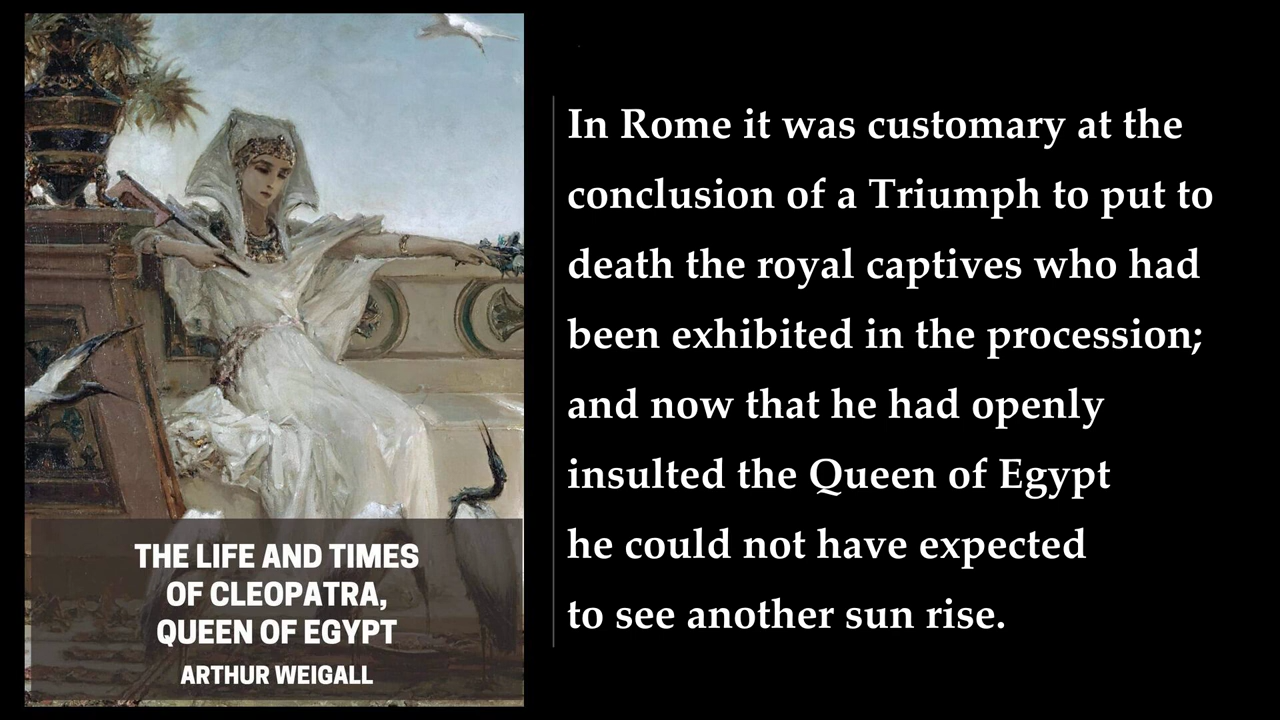 In Rome it was customary at the
conclusion of a Triumph to put to
death the royal captives who had
been exhibited in the procession;
and now that he had openly
insulted the Queen of Egypt
he could not have expected
to see another sun rise.
THE LIFE AND TIMES
OF CLEOPATRA,
QUEEN OF EGYPT
ARTHUR WEIGALL